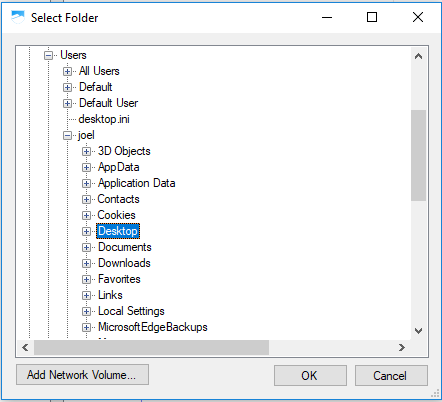 Select Folder
Users
All Users
Default
Default User
desktop.ini
joel
3D Objects
AppData
Application Data
Contacts
Cookies
Desktop
Documents
Downloads
Favorites
Links
Local Settings
MicrosoftEdgeBackups
Add Network Volume...
OK
Cancel